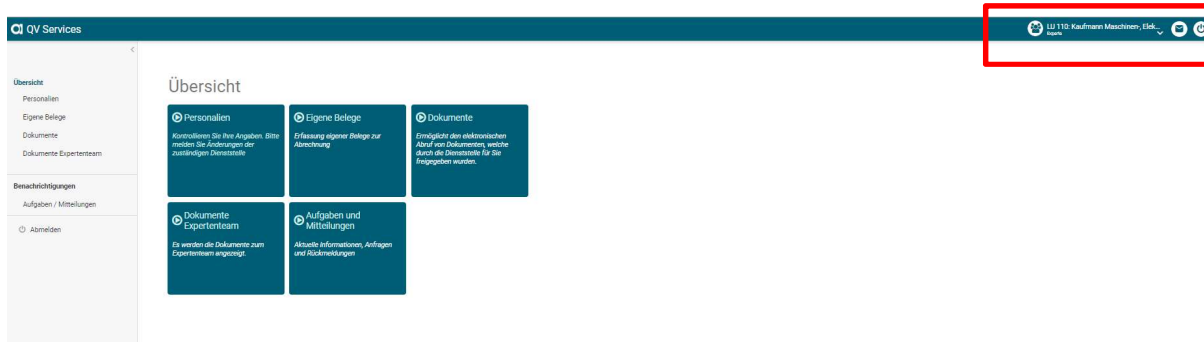 QV Services
LU 110: Kaufmann Maschinen-, Elek...
Experte
Übersicht
Personalien
Eigene Belege
Dokumente
Dokumente Expertenteam
Benachrichtigungen
Aufgaben / Mitteilungen
Abmelden
Übersicht
Personalien
Kontrollieren Sie Ihre Angaben. Bitte
melden Sie Änderungen der
zuständigen Dienststelle
Eigene Belege
Erfassung eigener Belege zur
Abrechnung
Dokumente
Ermöglicht den elektronischen
Abruf von Dokumenten, welche
durch die Dienststelle für Sie
freigegeben wurden.
Dokumente
Expertenteam
Es werden die Dokumente zum
Expertenteam angezeigt.
Aufgaben und
Mitteilungen
Aktuelle Informationen, Anfragen
und Rückmeldungen